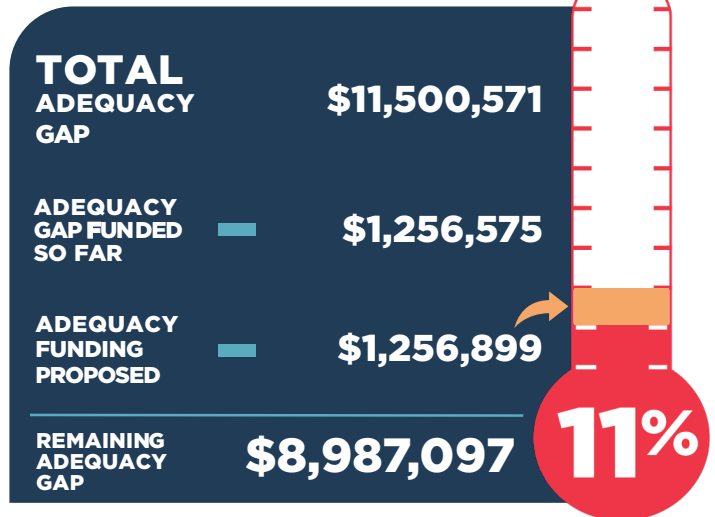 TOTAL
ADEQUACY
GAP
$11,500,571
ADEQUACY
GAP FUNDED
SO FAR
$1,256,575
ADEQUACY
FUNDING
PROPOSED
$1,256,899
REMAINING
ADEQUACY
GAP
$8,987,097
11%